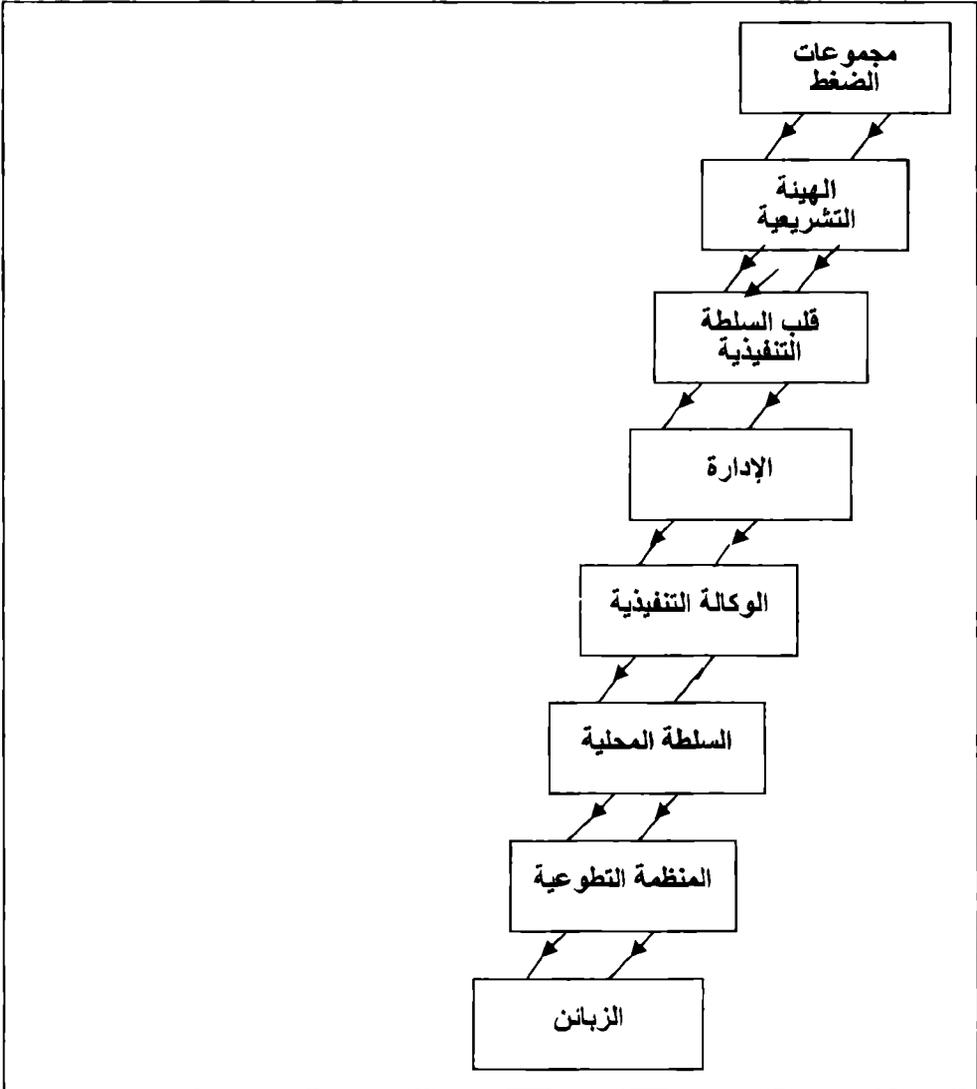 مجموعات
الضغط
الهيئة
التشريعية
قلب السلطة
التنفيذية
الإدارة
الوكالة التنفيذية
السلطة المحلية
المنظمة التطوعية
الزبائن